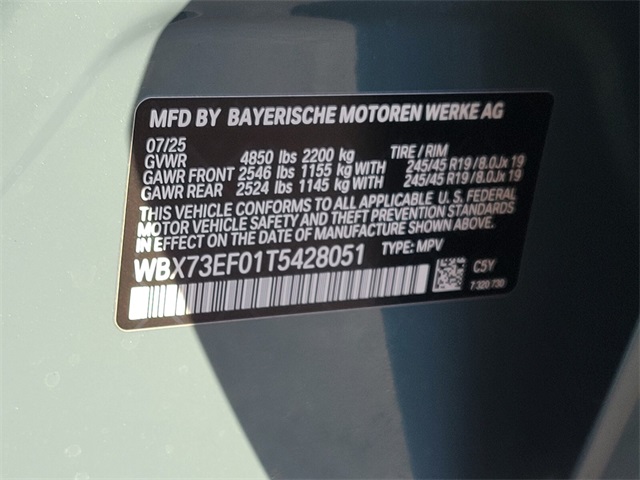 MFD BY BAYERISCHE MOTOREN WERKE AG
07/25
GVWR 4850 lbs 2200 kg TIRE / RIM
GAWR FRONT 2546 lbs 1155 kg WITH 245/45 R19 / 8.0Jx 19
GAWR REAR 2524 lbs 1145 kg WITH 245/45 R19 / 8.0Jx 19
THIS VEHICLE CONFORMS TO ALL APPLICABLE U.S. FEDERAL
MOTOR VEHICLE SAFETY AND THEFT PREVENTION STANDARDS
IN EFFECT ON THE DATE OF MANUFACTURE SHOWN ABOVE.
WBX73EF01T5428051 TYPE: MPV
C5Y
7 320 730